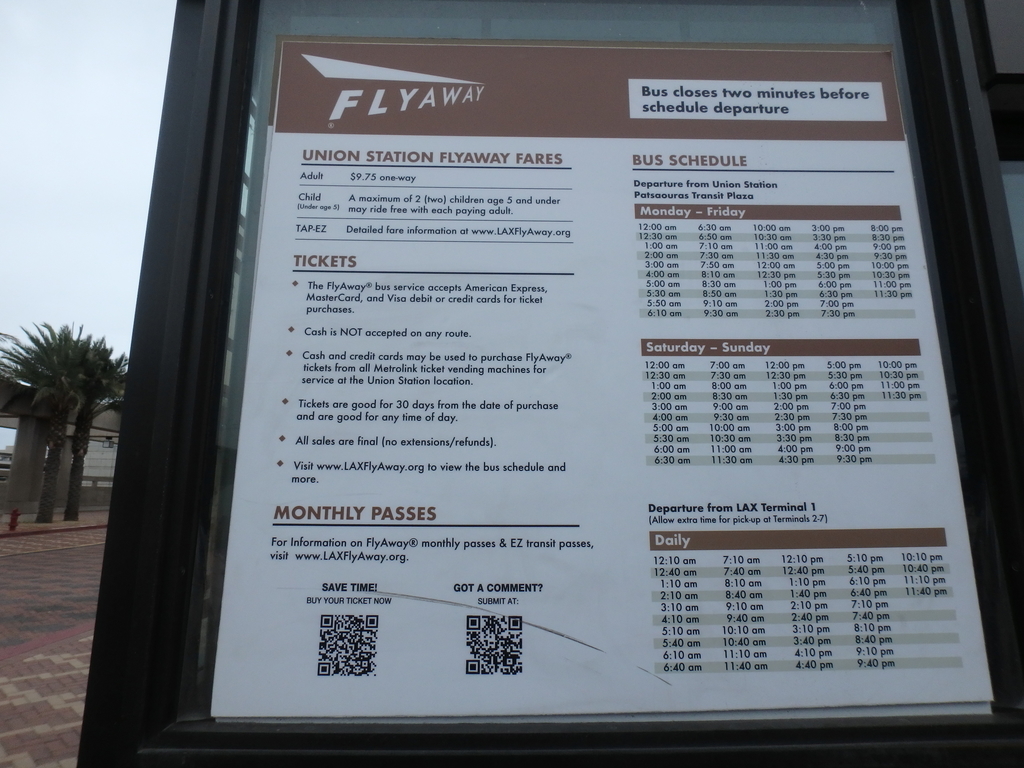 FLYAWAY
®
Bus closes two minutes before
schedule departure
UNION STATION FLYAWAY FARES
Adult $9.75 one-way
Child A maximum of 2 (two) children age 5 and under
(Under age 5) may ride free with each paying adult.
TAP-EZ Detailed fare information at www.LAXFlyAway.org
TICKETS
The FlyAway® bus service accepts American Express,
MasterCard, and Visa debit or credit cards for ticket
purchases.
Cash is NOT accepted on any route.
Cash and credit cards may be used to purchase FlyAway®
tickets from all Metrolink ticket vending machines for
service at the Union Station location.
Tickets are good for 30 days from the date of purchase
and are good for any time of day.
All sales are final (no extensions/refunds).
Visit www.LAXFlyAway.org to view the bus schedule and
more.
MONTHLY PASSES
For Information on FlyAway® monthly passes & EZ transit passes,
visit www.LAXFlyAway.org.
SAVE TIME! GOT A COMMENT?
BUY YOUR TICKET NOW SUBMIT AT:
BUS SCHEDULE
Departure from Union Station
Patsaouras Transit Plaza
Monday – Friday
12:00 am 6:30 am 10:00 am 3:00 pm 8:00 pm
12:30 am 6:50 am 10:30 am 3:30 pm 8:30 pm
1:00 am 7:10 am 11:00 am 4:00 pm 9:00 pm
2:00 am 7:30 am 11:30 am 4:30 pm 9:30 pm
3:00 am 7:50 am 12:00 am 5:00 pm 10:00 pm
4:00 am 8:10 am 12:30 pm 5:30 pm 10:30 pm
5:00 am 8:30 am 1:00 pm 6:00 pm 11:00 pm
5:30 am 8:50 am 1:30 pm 6:30 pm 11:30 pm
5:50 am 9:10 am 2:00 pm 7:00 pm
6:10 am 9:30 am 2:30 pm 7:30 pm
Saturday – Sunday
12:00 am 7:00 am 12:00 pm 5:00 pm 10:00 pm
12:30 am 7:30 am 12:30 pm 5:30 pm 10:30 pm
1:00 am 8:00 am 1:00 pm 6:00 pm 11:00 pm
2:00 am 8:30 am 1:30 pm 6:30 pm 11:30 pm
3:00 am 9:00 am 2:00 pm 7:00 pm
4:00 am 9:30 am 2:30 pm 7:30 pm
5:00 am 10:00 am 3:00 pm 8:00 pm
5:30 am 10:30 am 3:30 pm 8:30 pm
6:00 am 11:00 am 4:00 pm 9:00 pm
6:30 am 11:30 am 4:30 pm 9:30 pm
Departure from LAX Terminal 1
(Allow extra time for pick-up at Terminals 2-7)
Daily
12:10 am 7:10 am 12:10 pm 5:10 pm 10:10 pm
12:40 am 7:40 am 12:40 pm 5:40 pm 10:40 pm
1:10 am 8:10 am 1:10 pm 6:10 pm 11:10 pm
2:10 am 8:40 am 1:40 pm 6:40 pm 11:40 pm
3:10 am 9:10 am 2:10 pm 7:10 pm
4:10 am 9:40 am 2:40 pm 7:40 pm
5:10 am 10:10 am 3:10 pm 8:10 pm
5:40 am 10:40 am 3:40 pm 8:40 pm
6:10 am 11:10 am 4:10 pm 9:10 pm
6:40 am 11:40 am 4:40 pm 9:40 pm